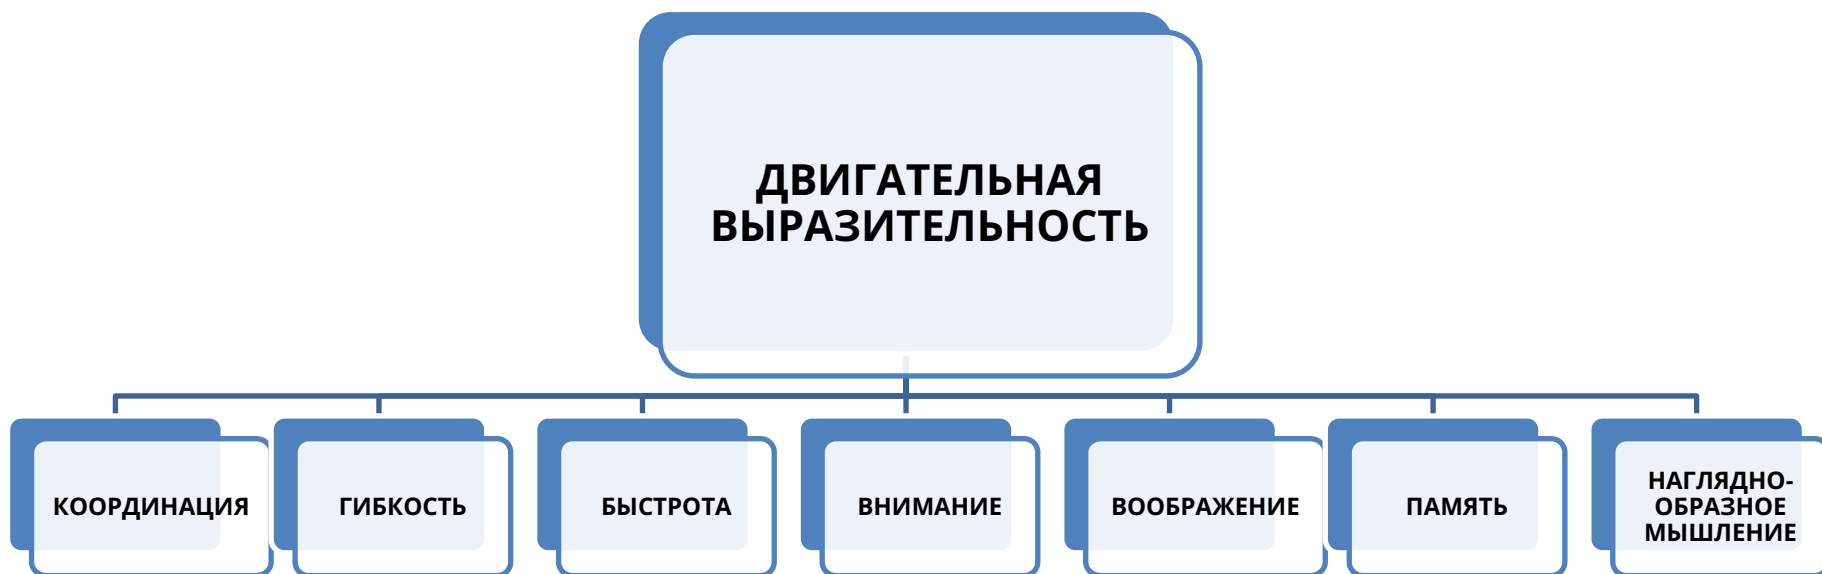 ДВИГАТЕЛЬНАЯ
ВЫРАЗИТЕЛЬНОСТЬ
КООРДИНАЦИЯ
ГИБКОСТЬ
БЫСТРОТА
ВНИМАНИЕ
ВООБРАЖЕНИЕ
ПАМЯТЬ
НАГЛЯДНО-
ОБРАЗНОЕ
МЫШЛЕНИЕ